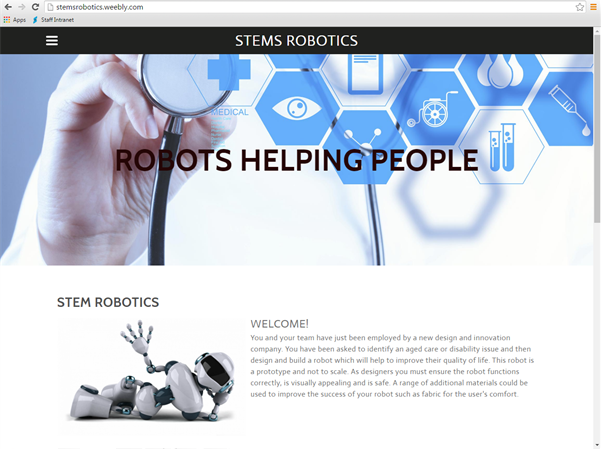 stemsrobotics.weebly.com
Apps Staff Intranet
STEMS ROBOTICS
MEDICAL
ROBOTS HELPING PEOPLE
STEM ROBOTICS
WELCOME!
You and your team have just been employed by a new design and innovation
company. You have been asked to identify an aged care or disability issue and then
design and build a robot which will help to improve their quality of life. This robot is
a prototype and not to scale. As designers you must ensure the robot functions
correctly, is visually appealing and is safe. A range of additional materials could be
used to improve the success of your robot such as fabric for the user's comfort.